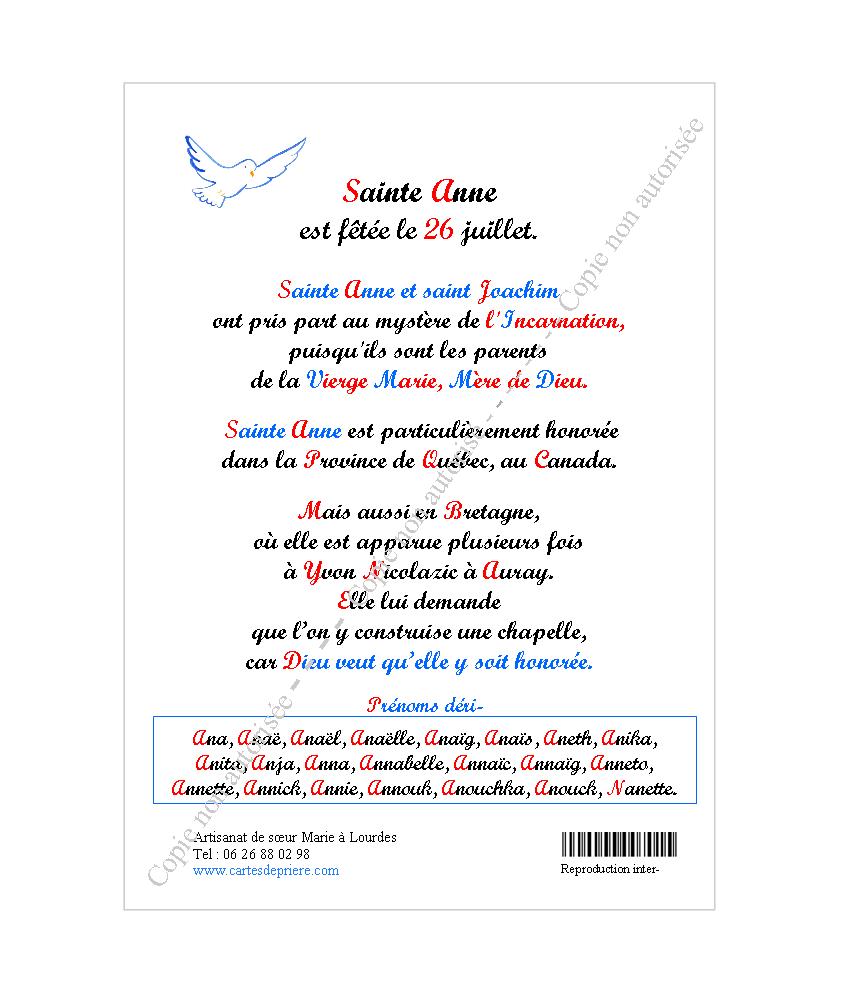 Sainte Anne
est fêtée le 26 juillet.
Sainte Anne et saint Joachim
ont pris part au mystère de l'Incarnation,
puisqu'ils sont les parents
de la Vierge Marie, Mère de Dieu.
Sainte Anne est particulièrement honorée
dans la Province de Québec, au Canada.
Mais aussi en Bretagne,
où elle est apparue plusieurs fois
à Yvon Nicolazic à Auray.
Elle lui demande
que l’on y construise une chapelle,
car Dieu veut qu’elle y soit honorée.
Prénoms déri-
Ana, Anaë, Anaël, Anaëlle, Anaïg, Anaïs, Aneth, Anika,
Anita, Anja, Anna, Annabelle, Annaïc, Annaïg, Anneto,
Annette, Annick, Annie, Annouk, Anouchka, Anouck, Nanette.
Artisanat de sœur Marie à Lourdes
Tel : 06 26 88 02 98
www.cartesdepriere.com
Reproduction inter-
Copie non autorisée - - - - - Copie non autorisée - - - - - - Copie non autorisée